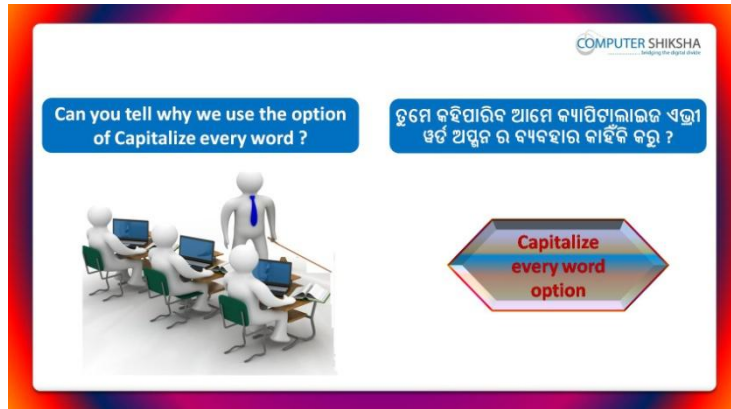 COMPUTER SHIKSHA
bridging the digital divide
Can you tell why we use the option
of Capitalize every word ?
ତୁମେ କହିପାରିବ ଆମେ କ୍ୟାପିଟାଲାଇଜ ଏଭ୍ରୀ
ୱର୍ଡ ଅପ୍ସନ ର ବ୍ୟବହାର କାହିଁକି କରୁ ?
Capitalize
every word
option